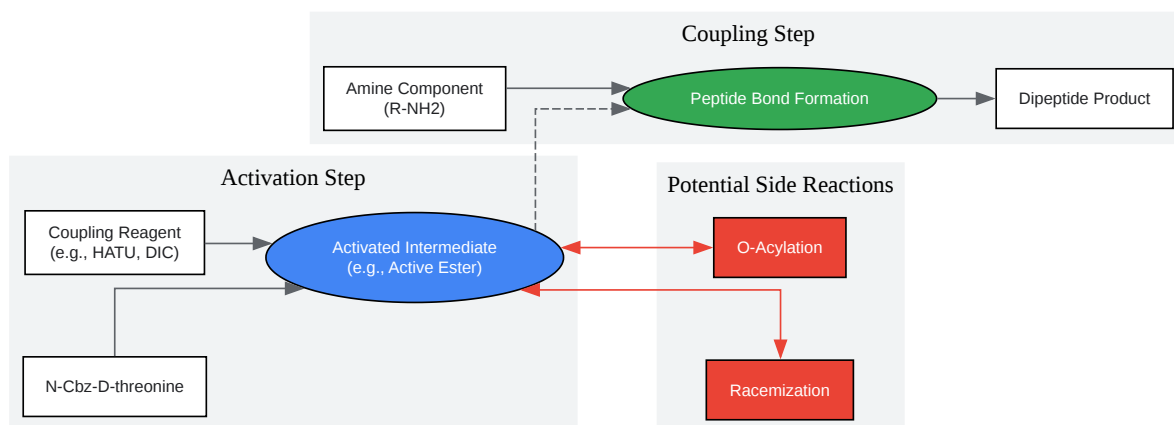 Coupling Step
Amine Component
(R-NH2)
Peptide Bond Formation
Dipeptide Product
Activation Step
Coupling Reagent
(e.g., HATU, DIC)
Activated Intermediate
(e.g., Active Ester)
N-Cbz-D-threonine
Potential Side Reactions
O-Acylation
Racemization